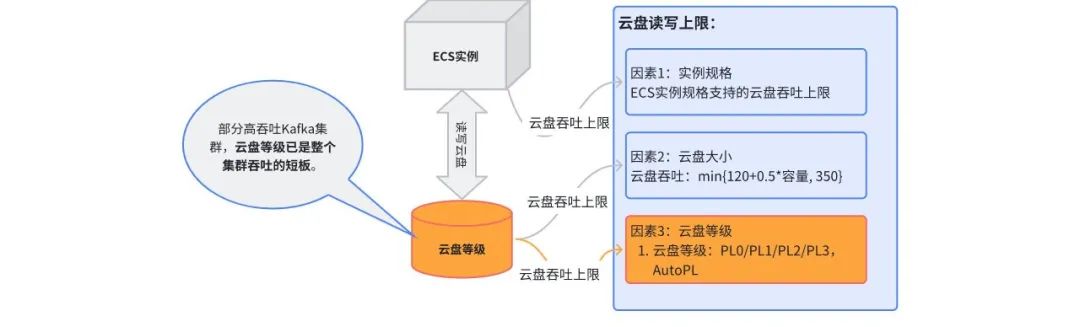 云盘读写上限：
ECS实例
因素1：实例规格
ECS实例规格支持的云盘吞吐上限
云盘吞吐上限
部分高吞吐Kafka集
群，云盘等级已是整个
集群吞吐的短板。
读写云盘
因素2：云盘大小
云盘吞吐：min{120+0.5*容量, 350}
云盘吞吐上限
云盘等级
因素3：云盘等级
1. 云盘等级：PL0/PL1/PL2/PL3，
AutoPL
云盘吞吐上限